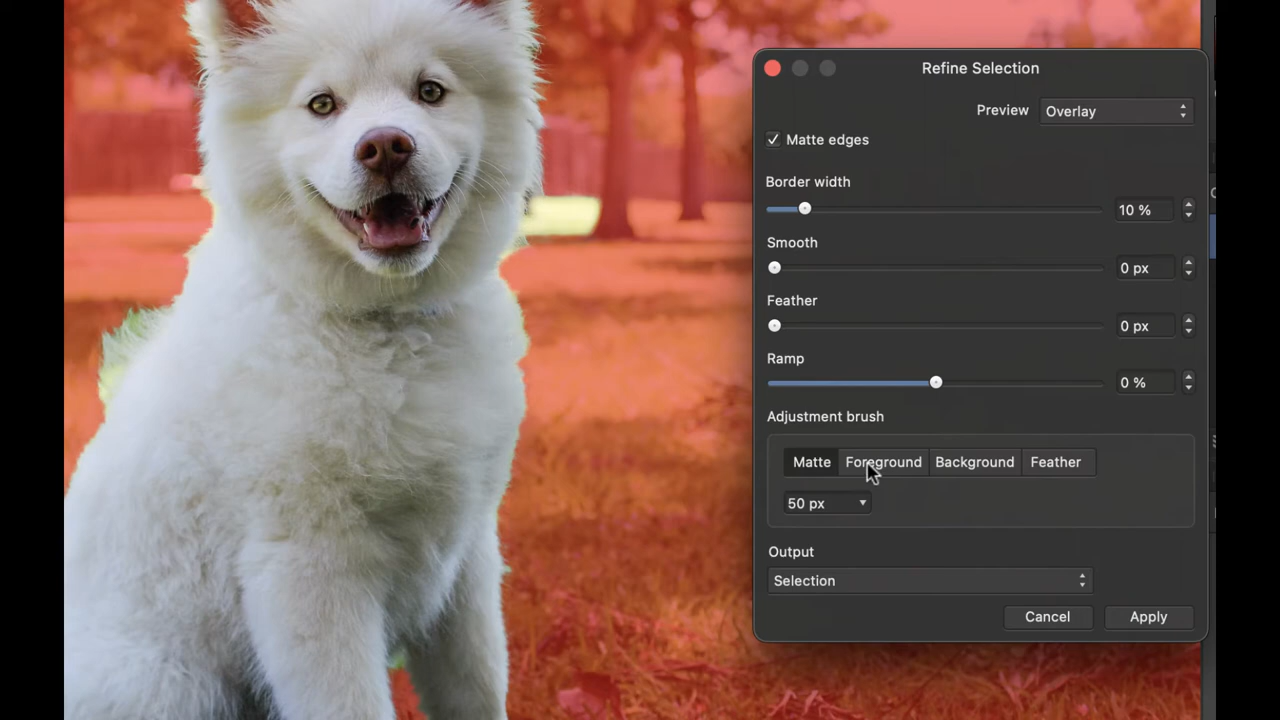 Refine Selection
Preview Overlay
Matte edges
Border width
10 %
Smooth
0 px
Feather
0 px
Ramp
0 %
Adjustment brush
Matte Foreground Background Feather
50 px
Output
Selection
Cancel Apply